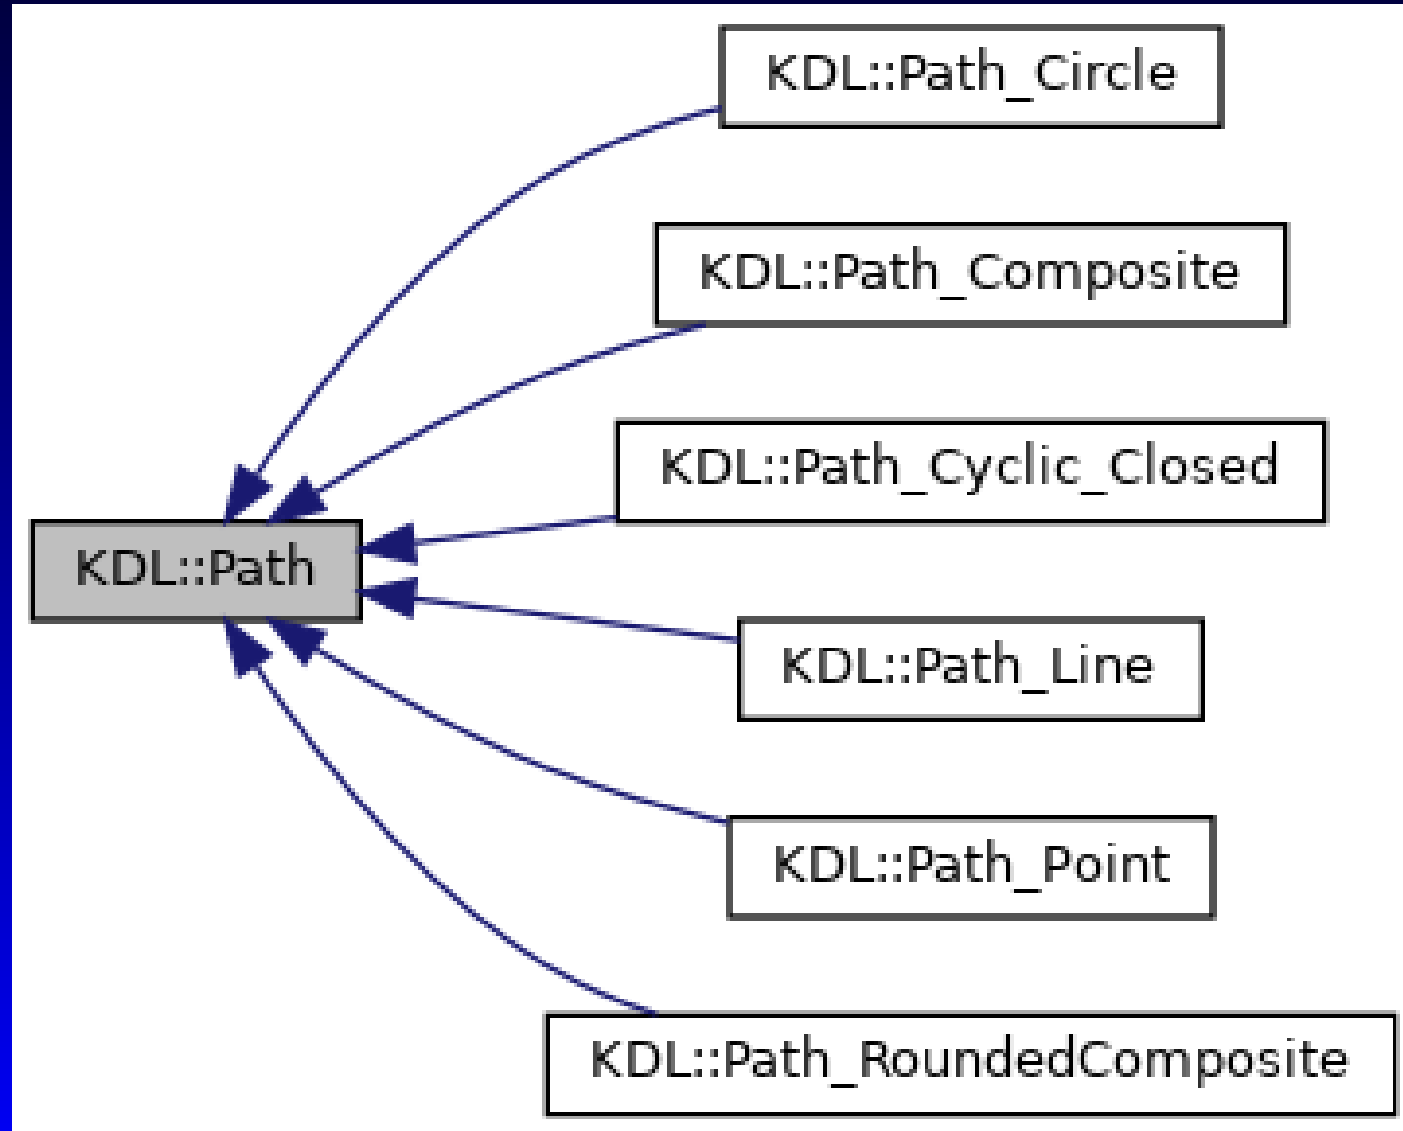 KDL::Path_Circle
KDL::Path_Composite
KDL::Path_Cyclic_Closed
KDL::Path
KDL::Path_Line
KDL::Path_Point
KDL::Path_RoundedComposite